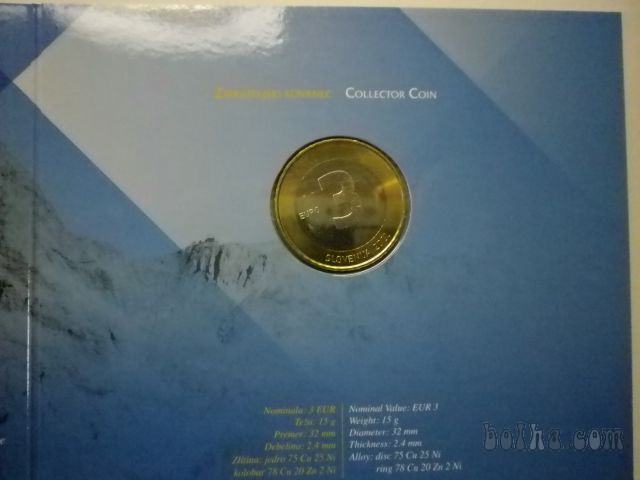 ZBIRATELJSKI KOVANEC COLLECTOR COIN
3
EURO
SLOVENIJA 2012
Nominala: 3 EUR
Teža: 15 g
Premer: 32 mm
Debelina: 2.4 mm
Zlitina: jedro 75 Cu 25 Ni
kolobar 78 Cu 20 Zn 2 Ni
Nominal Value: EUR 3
Weight: 15 g
Diameter: 32 mm
Thickness: 2.4 mm
Alloy: disc 75 Cu 25 Ni
ring 78 Cu 20 Zn 2 Ni
bolha.com